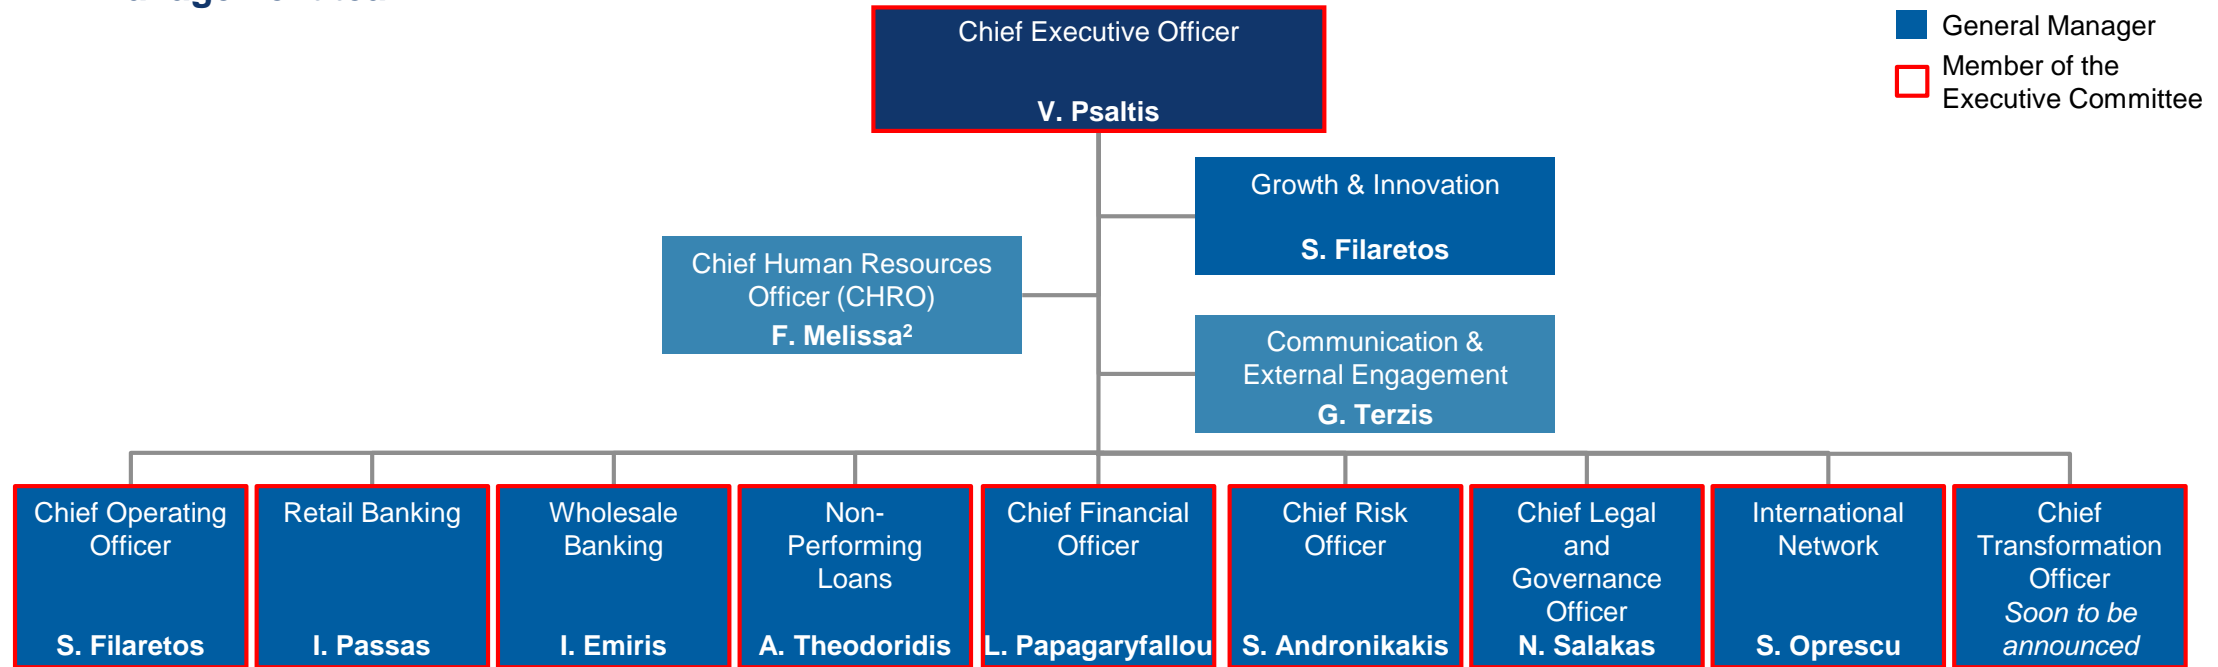 Chief Executive Officer
V. Psaltis
General Manager
Member of the
Executive Committee
Growth & Innovation
S. Filaretos
Chief Human Resources
Officer (CHRO)
F. Melissa²
Communication &
External Engagement
G. Terzis
Chief Operating
Officer
S. Filaretos
Retail Banking
I. Passas
Wholesale
Banking
I. Emiris
Non-
Performing
Loans
A. Theodoridis
Chief Financial
Officer
L. Papagaryfallou
Chief Risk
Officer
S. Andronikakis
Chief Legal
and
Governance
Officer
N. Salakas
International
Network
S. Oprescu
Chief
Transformation
Officer
Soon to be
announced